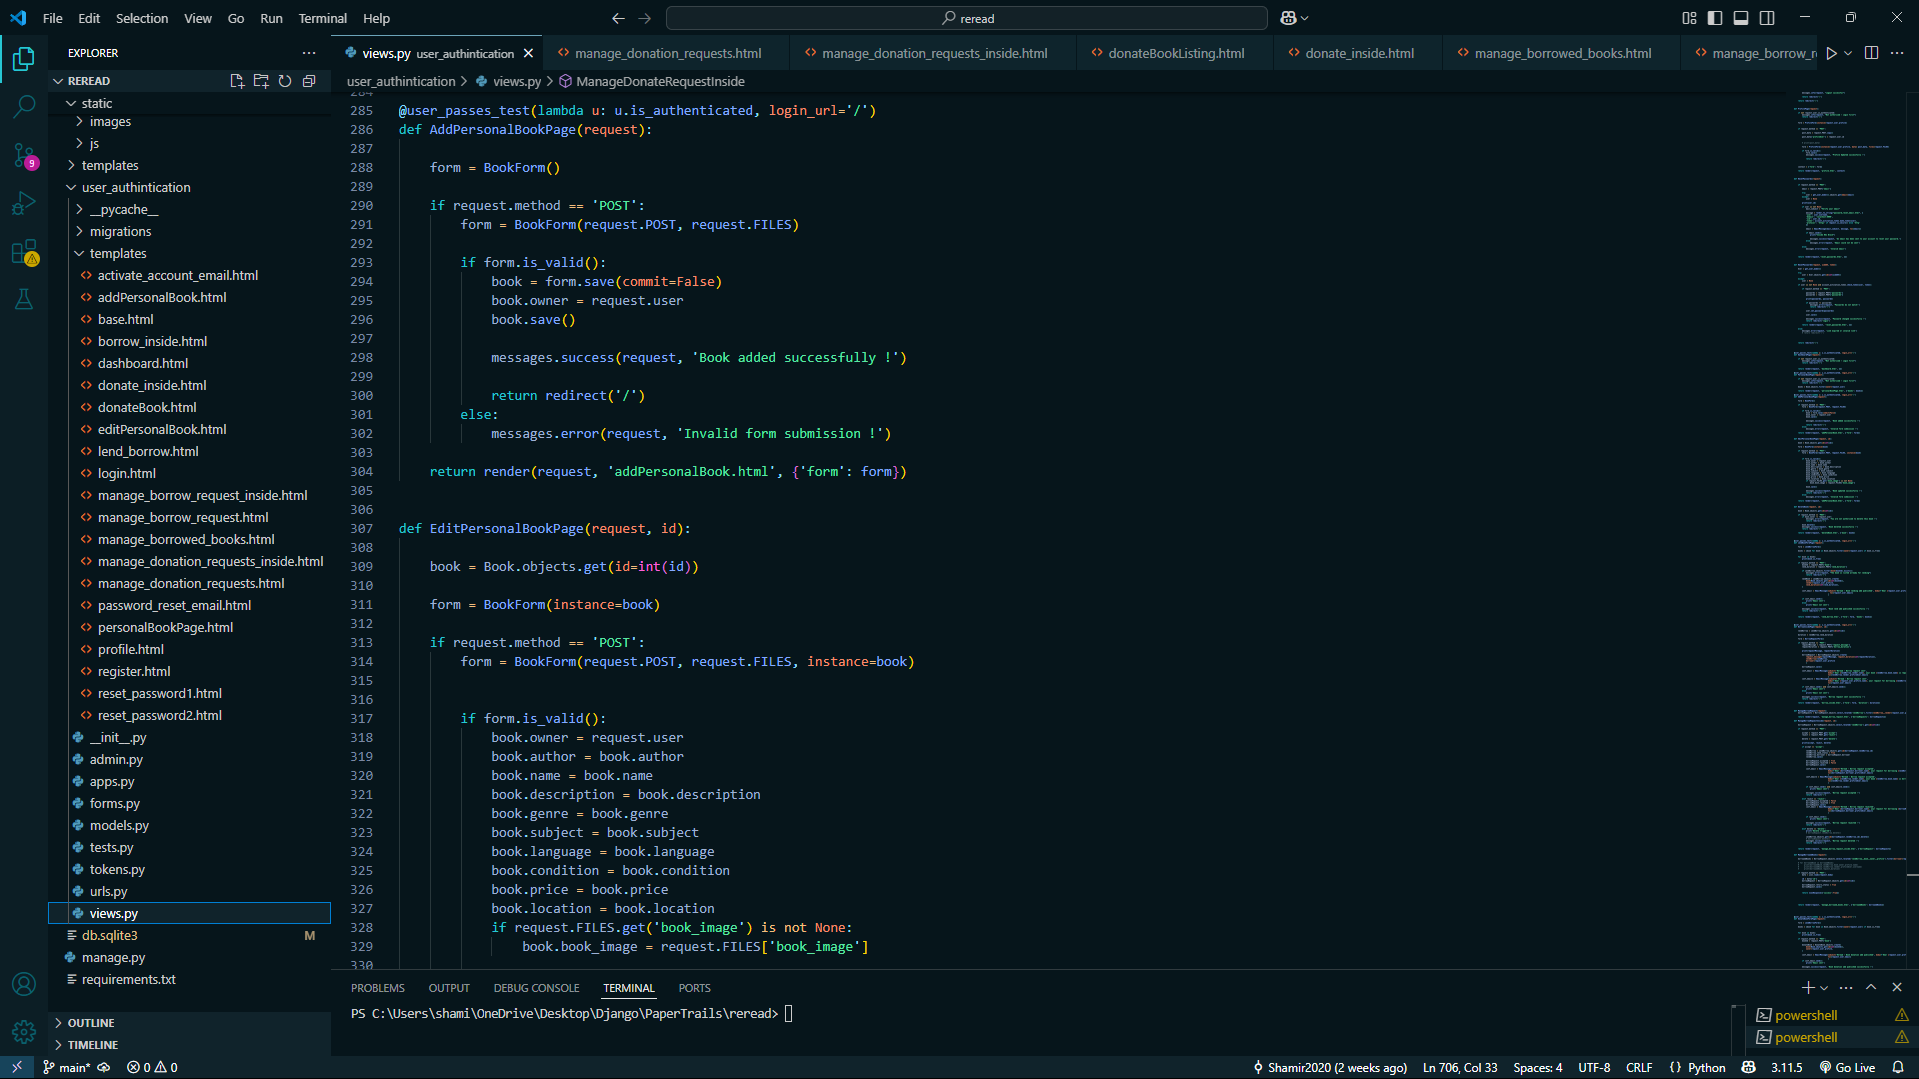 File Edit Selection View Go Run Terminal Help
reread
EXPLORER
REREAD
static
images
js
templates
user_authintication
__pycache__
migrations
templates
activate_account_email.html
addPersonalBook.html
base.html
borrow_inside.html
dashboard.html
donate_inside.html
donateBook.html
editPersonalBook.html
lend_borrow.html
login.html
manage_borrow_request_inside.html
manage_borrow_request.html
manage_borrowed_books.html
manage_donation_requests_inside.html
manage_donation_requests.html
password_reset_email.html
personalBookPage.html
profile.html
register.html
reset_password1.html
reset_password2.html
__init__.py
admin.py
apps.py
forms.py
models.py
tests.py
tokens.py
urls.py
views.py
db.sqlite3 M
manage.py
requirements.txt
OUTLINE
TIMELINE
9
views.py user_authintication manage_donation_requests.html manage_donation_requests_inside.html donateBookListing.html donate_inside.html manage_borrowed_books.html manage_borrow_r
user_authintication > views.py > ManageDonateRequestInside
284
285 @user_passes_test(lambda u: u.is_authenticated, login_url='/')
286 def AddPersonalBookPage(request):
287
288 form = BookForm()
289
290 if request.method == 'POST':
291 form = BookForm(request.POST, request.FILES)
292
293 if form.is_valid():
294 book = form.save(commit=False)
295 book.owner = request.user
296 book.save()
297
298 messages.success(request, 'Book added successfully !')
299
300 return redirect('/')
301 else:
302 messages.error(request, 'Invalid form submission !')
303
304 return render(request, 'addPersonalBook.html', {'form': form})
305
306
307 def EditPersonalBookPage(request, id):
308
309 book = Book.objects.get(id=int(id))
310
311 form = BookForm(instance=book)
312
313 if request.method == 'POST':
314 form = BookForm(request.POST, request.FILES, instance=book)
315
316
317 if form.is_valid():
318 book.owner = request.user
319 book.author = book.author
320 book.name = book.name
321 book.description = book.description
322 book.genre = book.genre
323 book.subject = book.subject
324 book.language = book.language
325 book.condition = book.condition
326 book.price = book.price
327 book.location = book.location
328 if request.FILES.get('book_image') is not None:
329 book.book_image = request.FILES['book_image']
330
PROBLEMS OUTPUT DEBUG CONSOLE TERMINAL PORTS
PS C:\Users\shami\OneDrive\Desktop\Django\PaperTrails\reread>
powershell
powershell
main* 0 0 Shamir2020 (2 weeks ago) Ln 706, Col 33 Spaces: 4 UTF-8 CRLF { } Python 3.11.5 Go Live